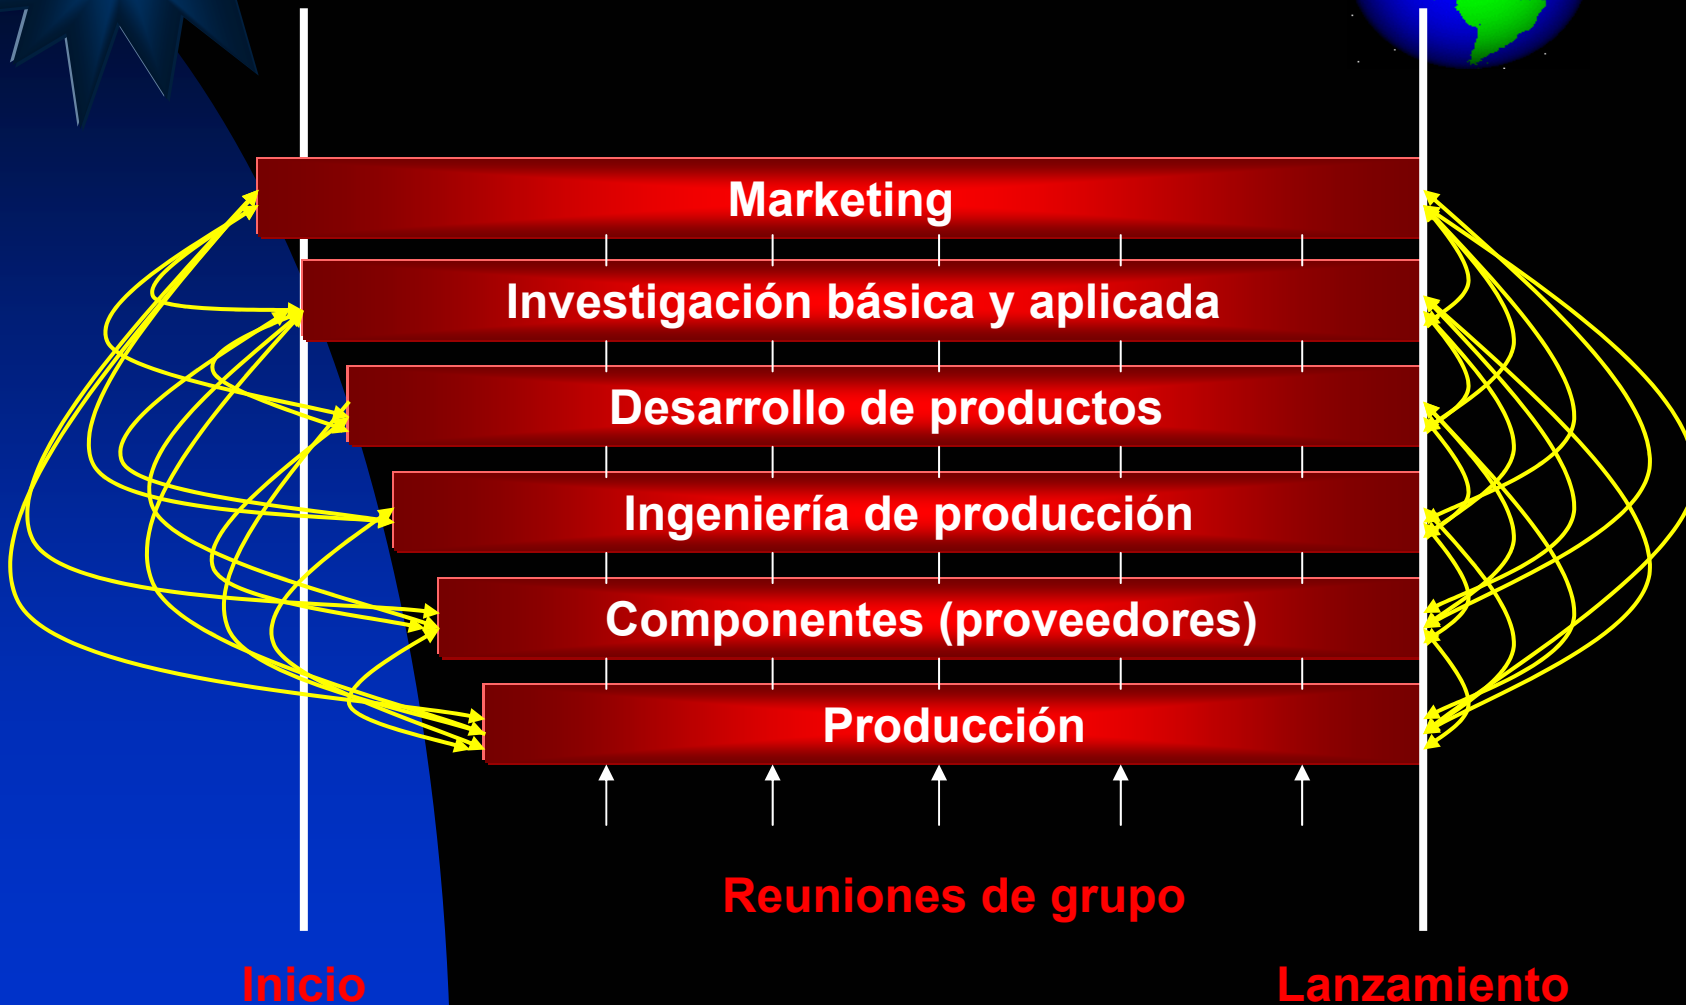 Marketing
Investigación básica y aplicada
Desarrollo de productos
Ingeniería de producción
Componentes (proveedores)
Producción
Reuniones de grupo
Inicio
Lanzamiento